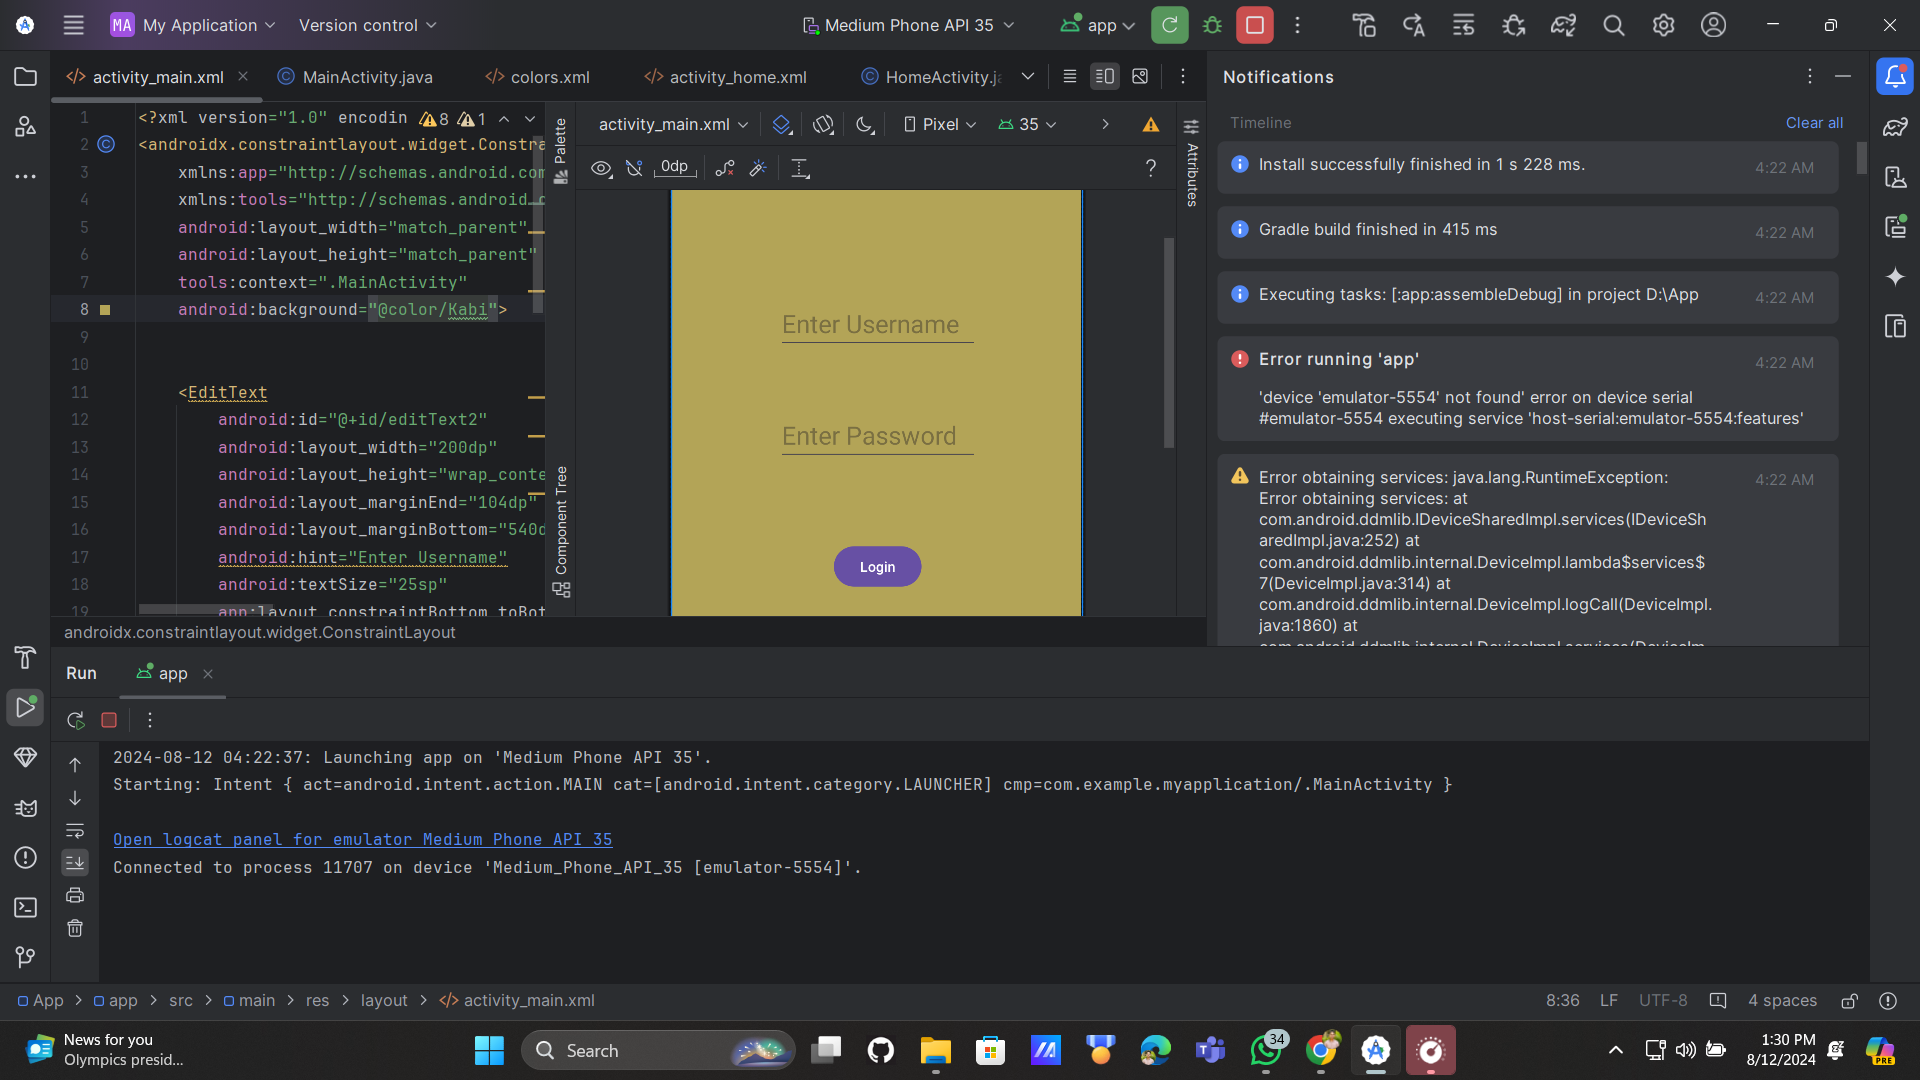 MA My Application Version control Medium Phone API 35 app
activity_main.xml MainActivity.java colors.xml activity_home.xml HomeActivity.ja
1 <?xml version="1.0" encodin 8 1
2 <androidx.constraintlayout.widget.Constra
3 xmlns:app="http://schemas.android.com
4 xmlns:tools="http://schemas.android.c
5 android:layout_width="match_parent"
6 android:layout_height="match_parent"
7 tools:context=".MainActivity"
8 android:background="@color/Kabi">
9
10
11 <EditText
12 android:id="@+id/editText2"
13 android:layout_width="200dp"
14 android:layout_height="wrap_conte
15 android:layout_marginEnd="104dp"
16 android:layout_marginBottom="540d
17 android:hint="Enter Username"
18 android:textSize="25sp"
19 app:layout_constraintBottom_toBot
androidx.constraintlayout.widget.ConstraintLayout
Palette
Component Tree
activity_main.xml Pixel 35
0dp ?
Enter Username
Enter Password
Login
Attributes
Notifications
Timeline Clear all
Install successfully finished in 1 s 228 ms. 4:22 AM
Gradle build finished in 415 ms 4:22 AM
Executing tasks: [:app:assembleDebug] in project D:\App 4:22 AM
Error running 'app' 4:22 AM
'device 'emulator-5554' not found' error on device serial
#emulator-5554 executing service 'host-serial:emulator-5554:features'
Error obtaining services: java.lang.RuntimeException: 4:22 AM
Error obtaining services: at
com.android.ddmlib.IDeviceSharedImpl.services(IDeviceSh
aredImpl.java:252) at
com.android.ddmlib.internal.DeviceImpl.lambda$services$
7(DeviceImpl.java:314) at
com.android.ddmlib.internal.DeviceImpl.logCall(DeviceImpl.
java:1860) at
com.android.ddmlib.internal.DeviceImpl.services(DeviceIm
Run app
2024-08-12 04:22:37: Launching app on 'Medium Phone API 35'.
Starting: Intent { act=android.intent.action.MAIN cat=[android.intent.category.LAUNCHER] cmp=com.example.myapplication/.MainActivity }
Open logcat panel for emulator Medium Phone API 35
Connected to process 11707 on device 'Medium_Phone_API_35 [emulator-5554]'.
App > app > src > main > res > layout > activity_main.xml 8:36 LF UTF-8 4 spaces
News for you
Olympics presid...
Search
34
1:30 PM
8/12/2024
PRE